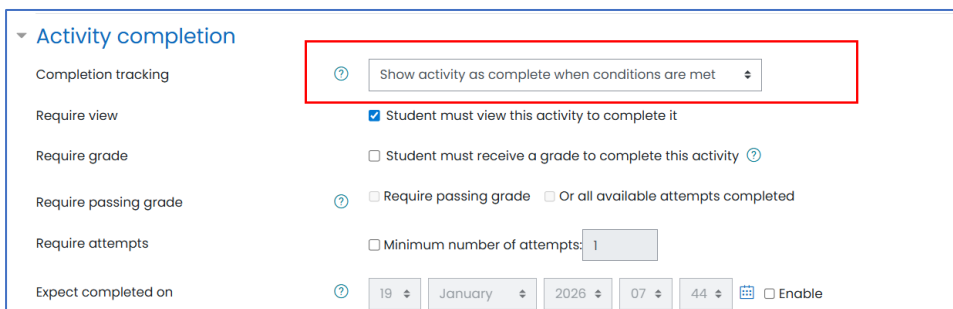 Activity completion
Completion tracking ? Show activity as complete when conditions are met
Require view Student must view this activity to complete it
Require grade Student must receive a grade to complete this activity ?
Require passing grade ? Require passing grade Or all available attempts completed
Require attempts Minimum number of attempts: 1
Expect completed on ? 19 January 2026 07 44 Enable